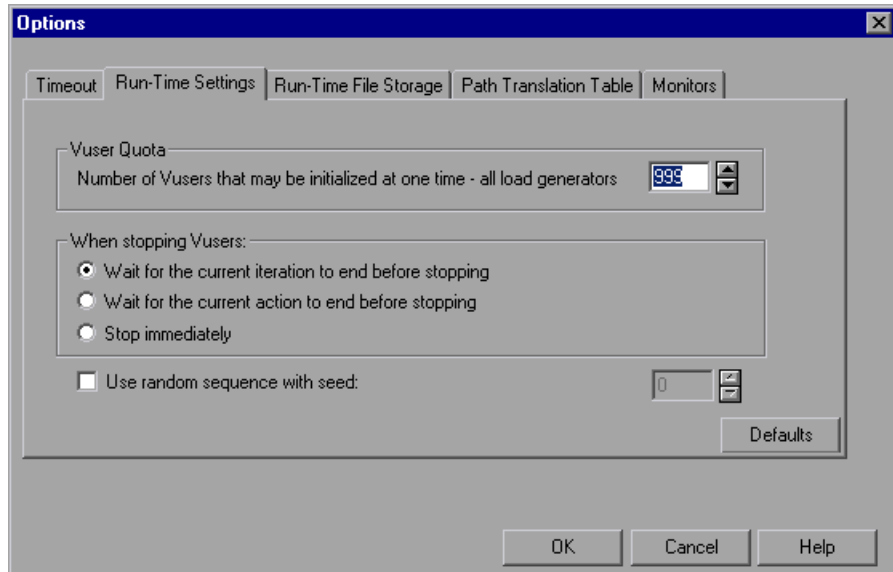 Options
Timeout Run-Time Settings Run-Time File Storage Path Translation Table Monitors
Vuser Quota
Number of Vusers that may be initialized at one time - all load generators 999
When stopping Vusers:
Wait for the current iteration to end before stopping
Wait for the current action to end before stopping
Stop immediately
Use random sequence with seed: 0
Defaults
OK Cancel Help